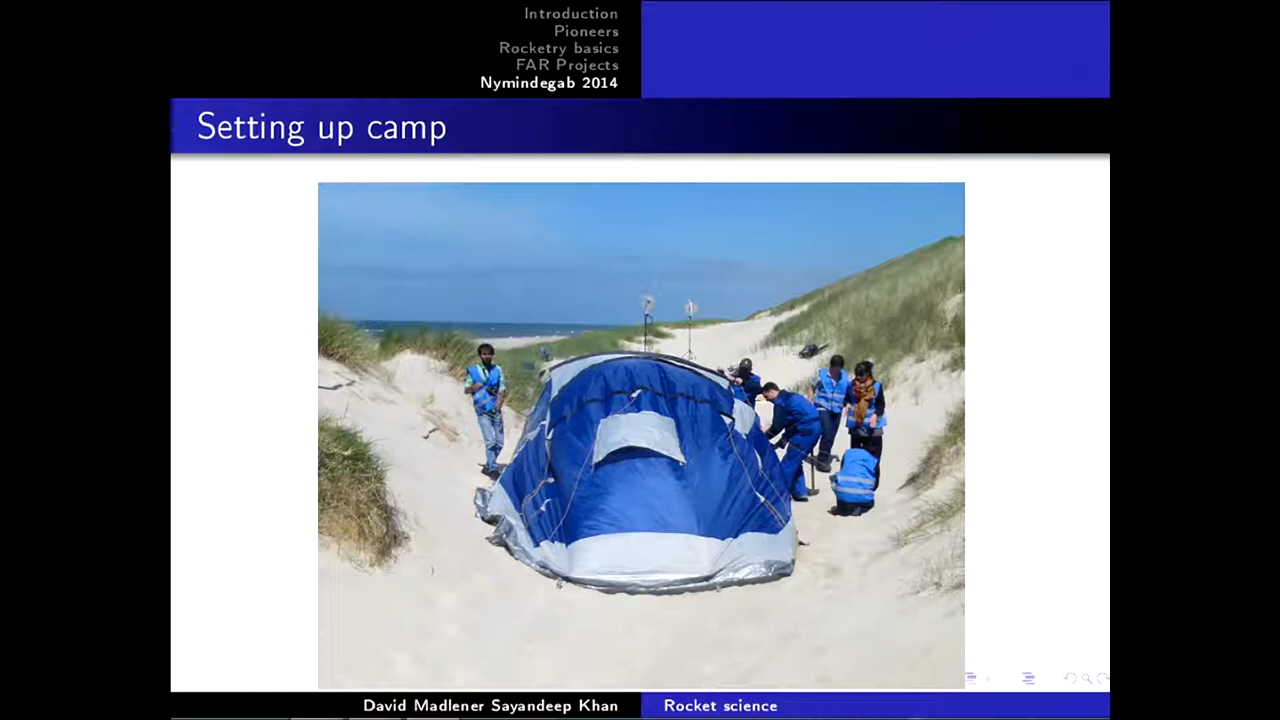 Introduction
Pioneers
Rocketry basics
FAR Projects
Nymindegab 2014
Setting up camp
David Madlener Sayandeep Khan
Rocket science